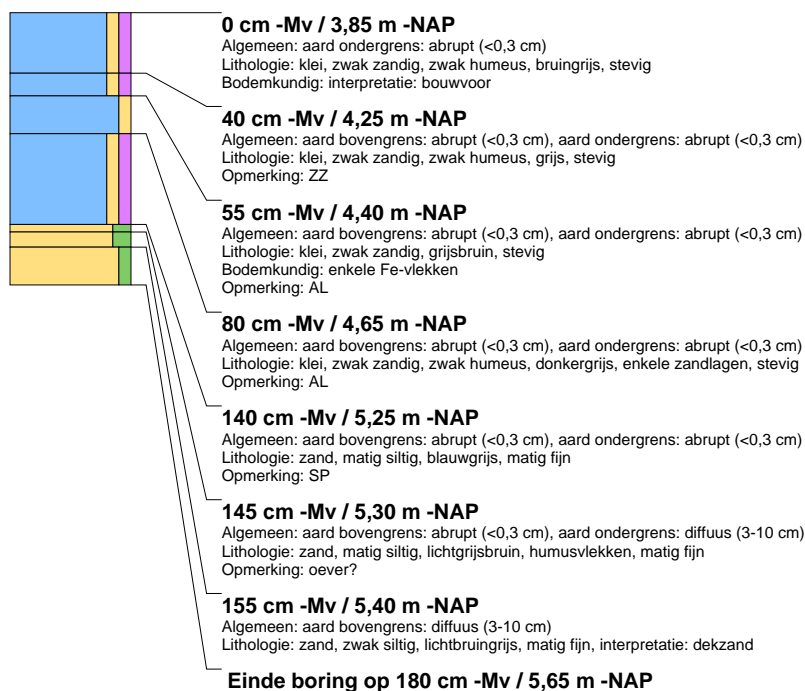 0 cm -Mv / 3,85 m -NAP
Algemeen: aard ondergrens: abrupt (<0,3 cm)
Lithologie: klei, zwak zandig, zwak humeus, bruingrijs, stevig
Bodemkundig: interpretatie: bouwvoor
40 cm -Mv / 4,25 m -NAP
Algemeen: aard bovengrens: abrupt (<0,3 cm), aard ondergrens: abrupt (<0,3 cm)
Lithologie: klei, zwak zandig, zwak humeus, grijs, stevig
Opmerking: ZZ
55 cm -Mv / 4,40 m -NAP
Algemeen: aard bovengrens: abrupt (<0,3 cm), aard ondergrens: abrupt (<0,3 cm)
Lithologie: klei, zwak zandig, grijsbruin, stevig
Bodemkundig: enkele Fe-vlekken
Opmerking: AL
80 cm -Mv / 4,65 m -NAP
Algemeen: aard bovengrens: abrupt (<0,3 cm), aard ondergrens: abrupt (<0,3 cm)
Lithologie: klei, zwak zandig, zwak humeus, donkergrijs, enkele zandlagen, stevig
Opmerking: AL
140 cm -Mv / 5,25 m -NAP
Algemeen: aard bovengrens: abrupt (<0,3 cm), aard ondergrens: abrupt (<0,3 cm)
Lithologie: zand, matig siltig, blauwgrijs, matig fijn
Opmerking: SP
145 cm -Mv / 5,30 m -NAP
Algemeen: aard bovengrens: abrupt (<0,3 cm), aard ondergrens: diffuus (3-10 cm)
Lithologie: zand, matig siltig, lichtgrijsbruin, humusvlekken, matig fijn
Opmerking: oever?
155 cm -Mv / 5,40 m -NAP
Algemeen: aard bovengrens: diffuus (3-10 cm)
Lithologie: zand, zwak siltig, lichtbruingrijs, matig fijn, interpretatie: dekzand
Einde boring op 180 cm -Mv / 5,65 m -NAP